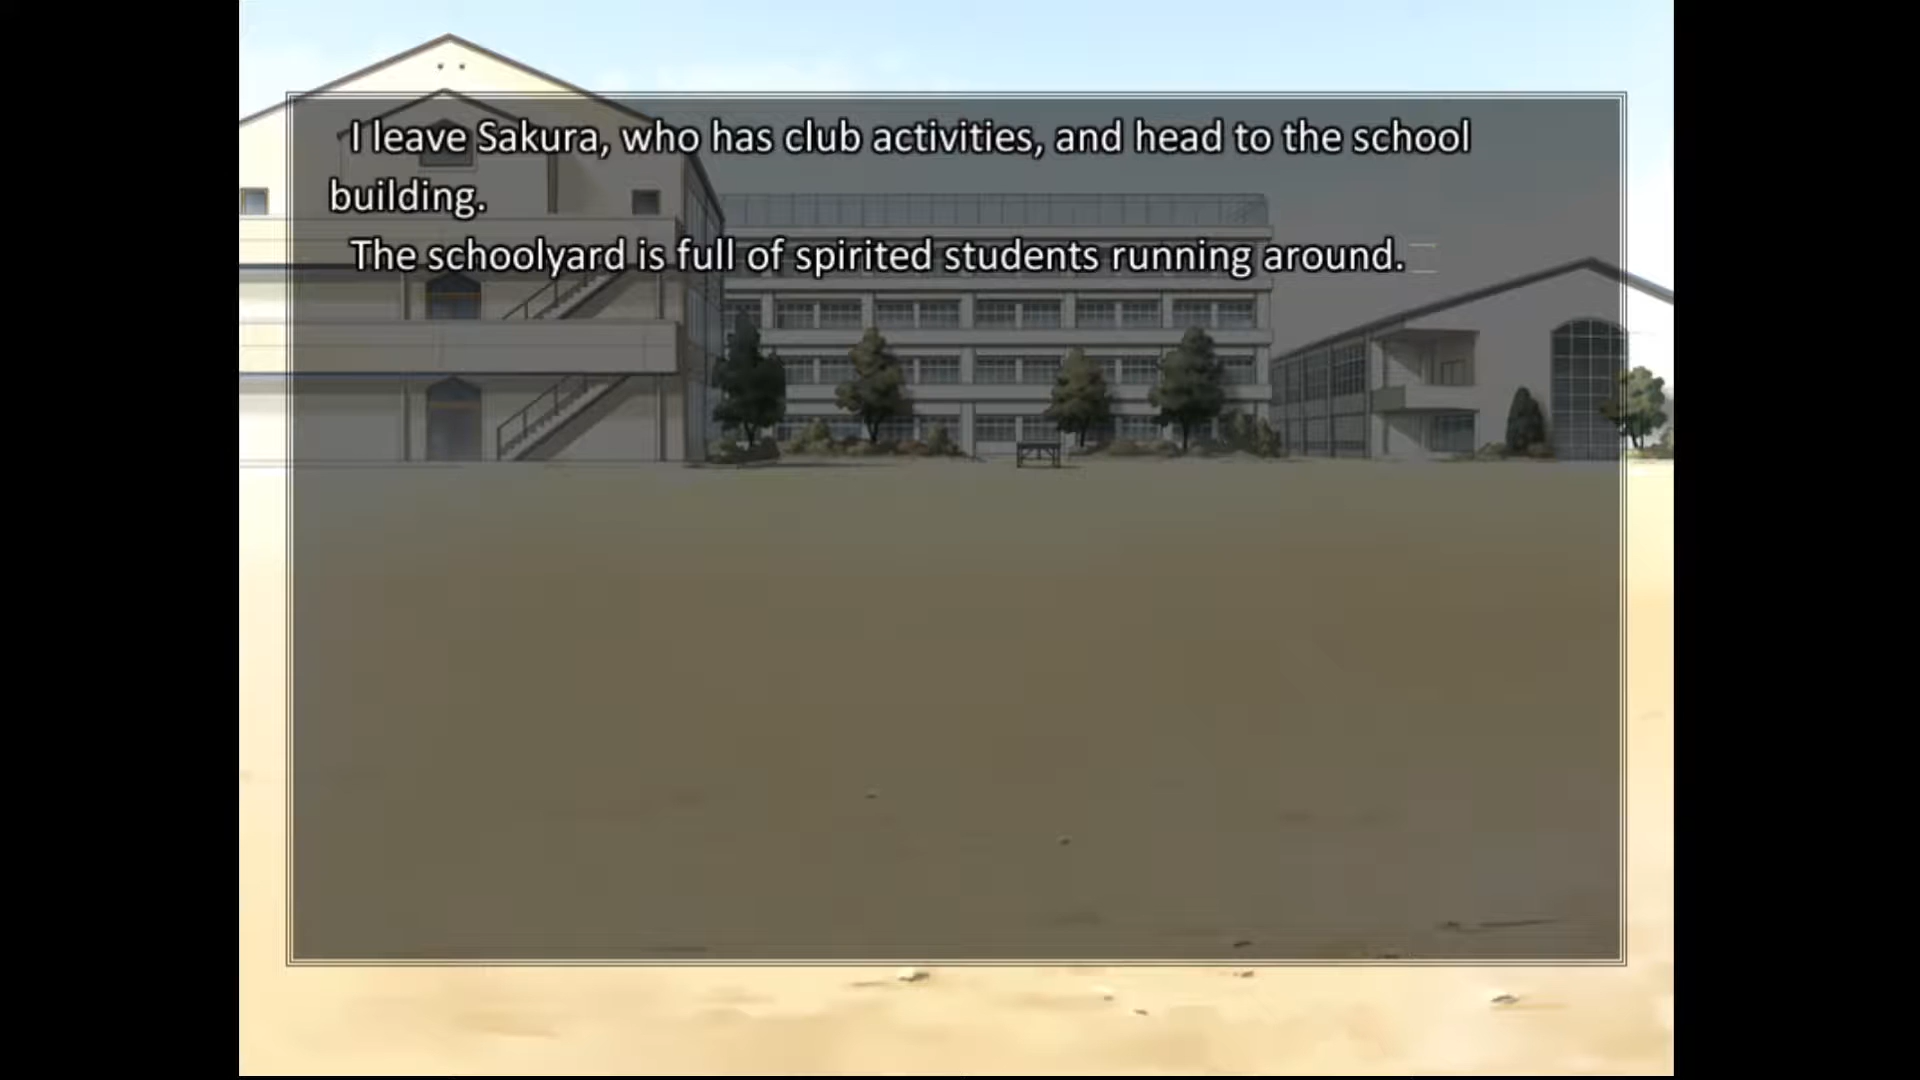 I leave Sakura, who has club activities, and head to the school
building.
The schoolyard is full of spirited students running around.